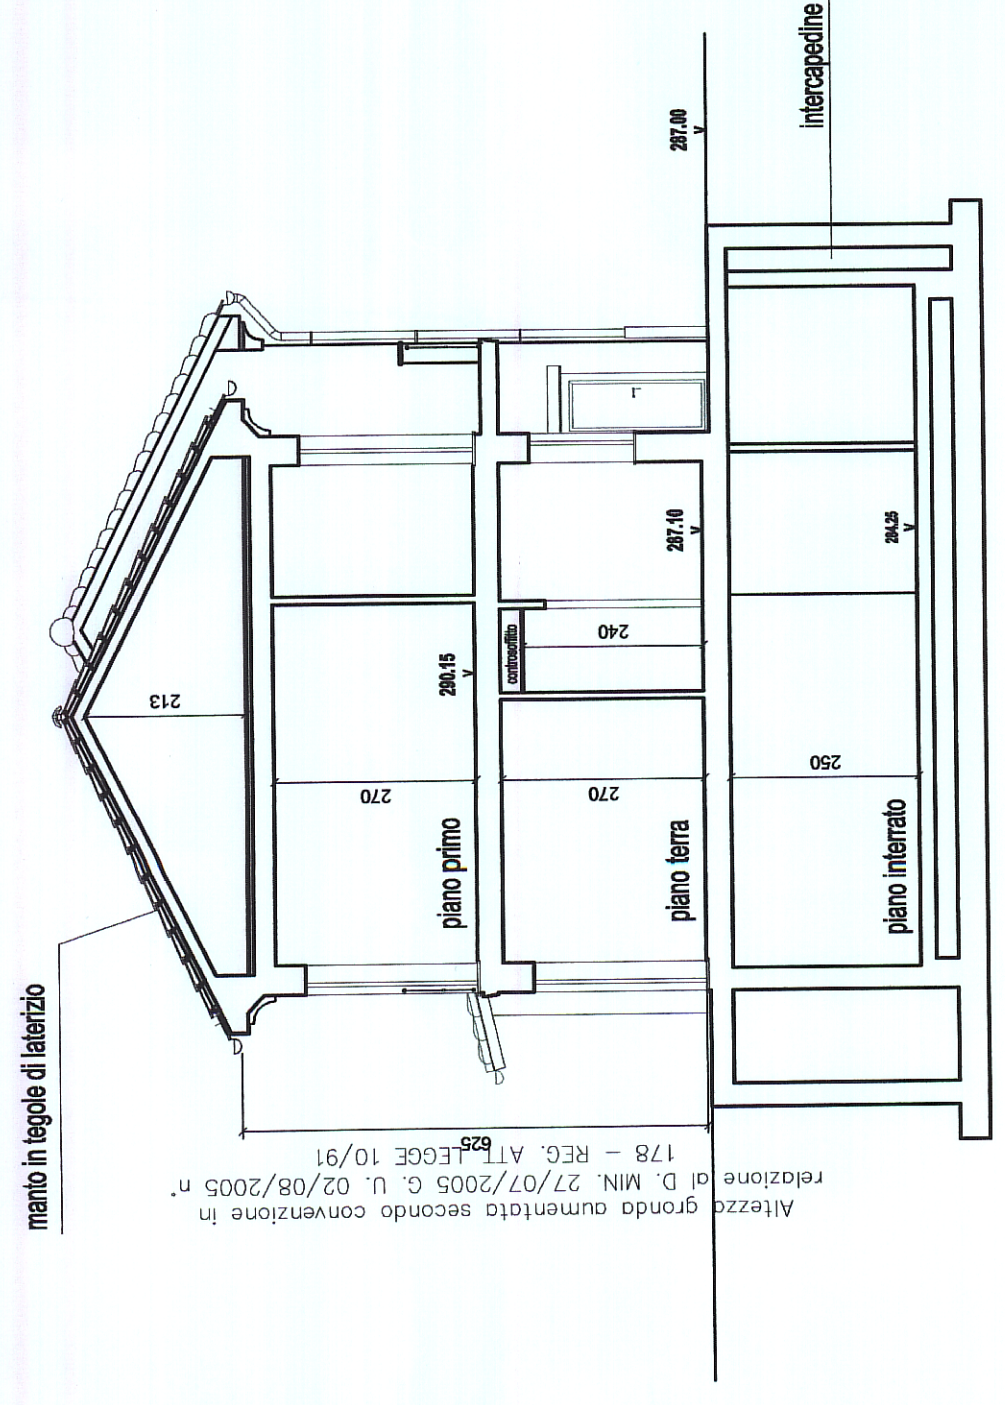 manto in tegole di laterizio
213
270
290.15
piano primo
controsoffitto
240
270
287.10
piano terra
287.00
intercapedine
250
284.25
piano interrato
625
Altezza gronda aumentata secondo convenzione in
relazione al D. MIN. 27/07/2005 G. U. 02/08/2005 n°
178 – REG. ATT. LEGGE 10/91